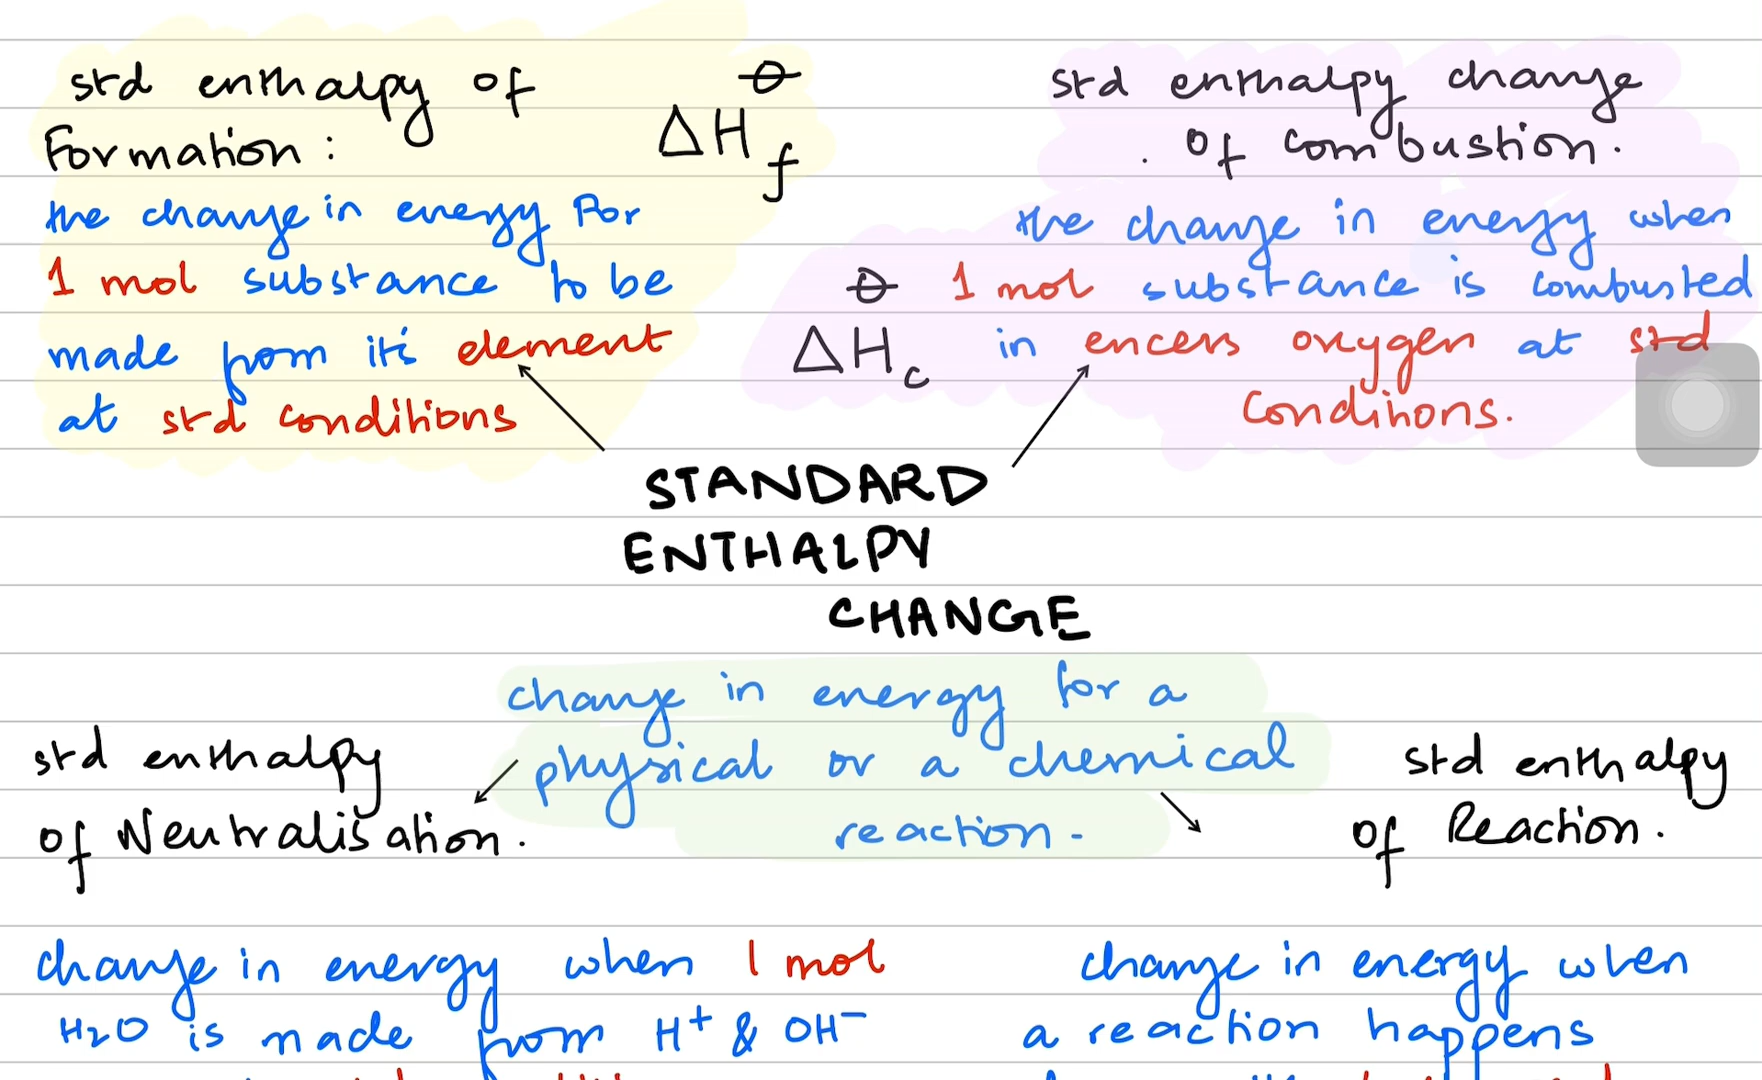 std enthalpy of
Formation :
ΔH⦵f
the change in energy for
1 mol substance to be
made from it's element
at std conditions
std enthalpy change
of combustion.
the change in energy when
1 mol substance is combusted
ΔH⦵c
in excess oxygen at std
conditions.
STANDARD
ENTHALPY
CHANGE
change in energy for a
physical or a chemical
reaction -
std enthalpy
of Neutralisation.
change in energy when 1 mol
H2O is made from H+ & OH-
std enthalpy
of Reaction.
change in energy when
a reaction happens